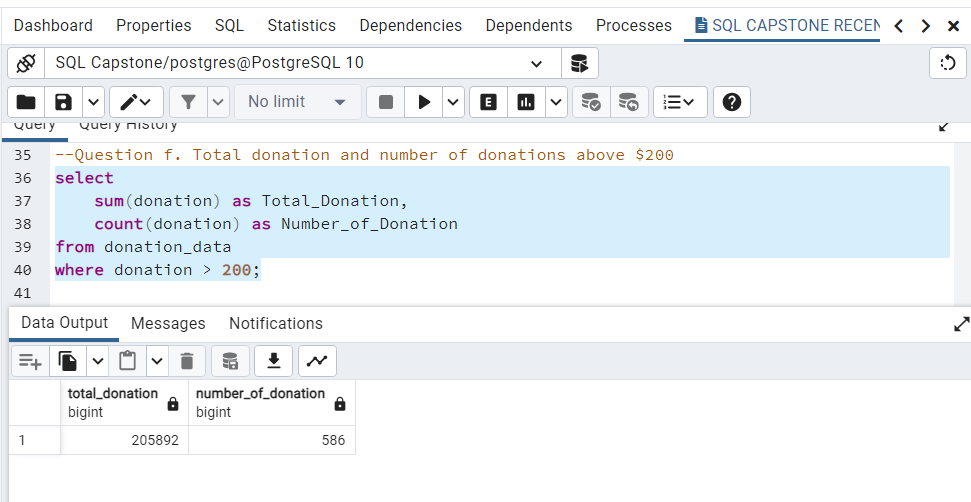 Dashboard Properties SQL Statistics Dependencies Dependents Processes SQL CAPSTONE RECEN
SQL Capstone/postgres@PostgreSQL 10
No limit E
Query Query History
35 --Question f. Total donation and number of donations above $200
36 select
37 sum(donation) as Total_Donation,
38 count(donation) as Number_of_Donation
39 from donation_data
40 where donation > 200;
41
Data Output Messages Notifications
total_donation number_of_donation
bigint bigint
1 205892 586